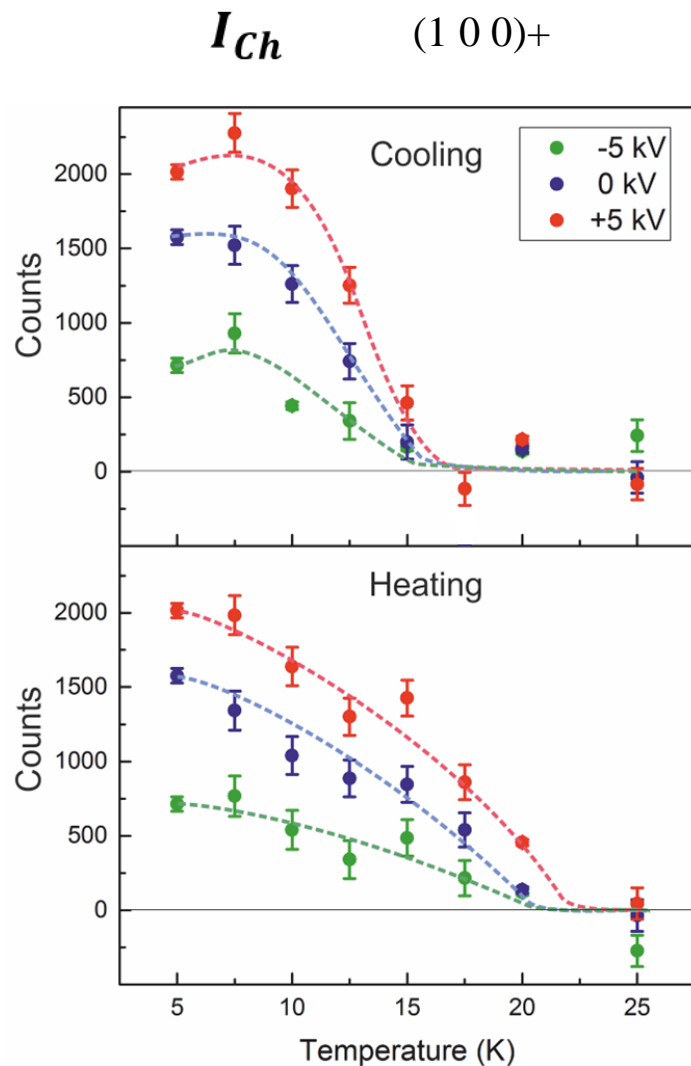 I_Ch (1 0 0)+
Cooling
-5 kV
0 kV
+5 kV
Counts
2000
1500
1000
500
0
Heating
Counts
2000
1500
1000
500
0
5 10 15 20 25
Temperature (K)